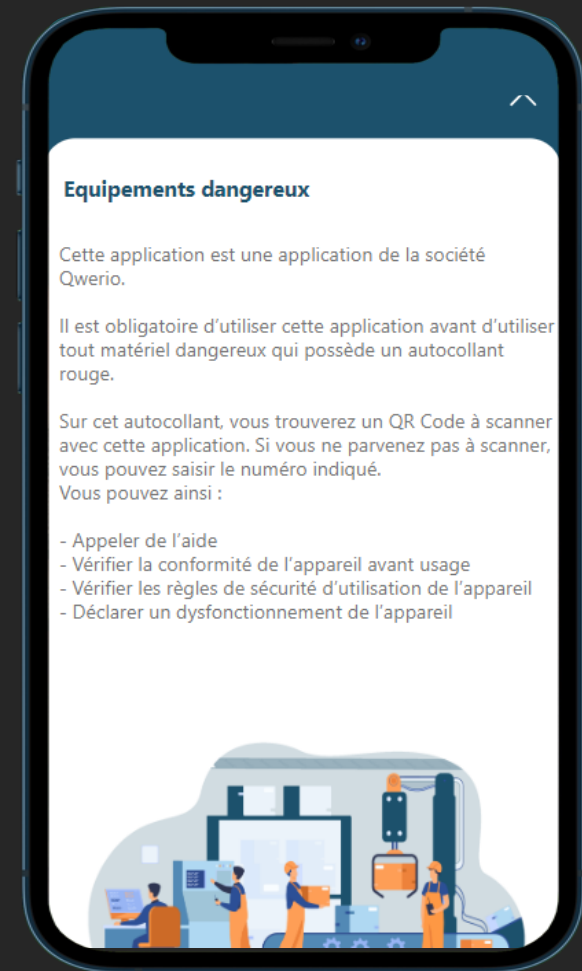 Equipements dangereux
Cette application est une application de la société
Qwerio.
Il est obligatoire d'utiliser cette application avant d'utiliser
tout matériel dangereux qui possède un autocollant
rouge.
Sur cet autocollant, vous trouverez un QR Code à scanner
avec cette application. Si vous ne parvenez pas à scanner,
vous pouvez saisir le numéro indiqué.
Vous pouvez ainsi :
- Appeler de l'aide
- Vérifier la conformité de l'appareil avant usage
- Vérifier les règles de sécurité d'utilisation de l'appareil
- Déclarer un dysfonctionnement de l'appareil